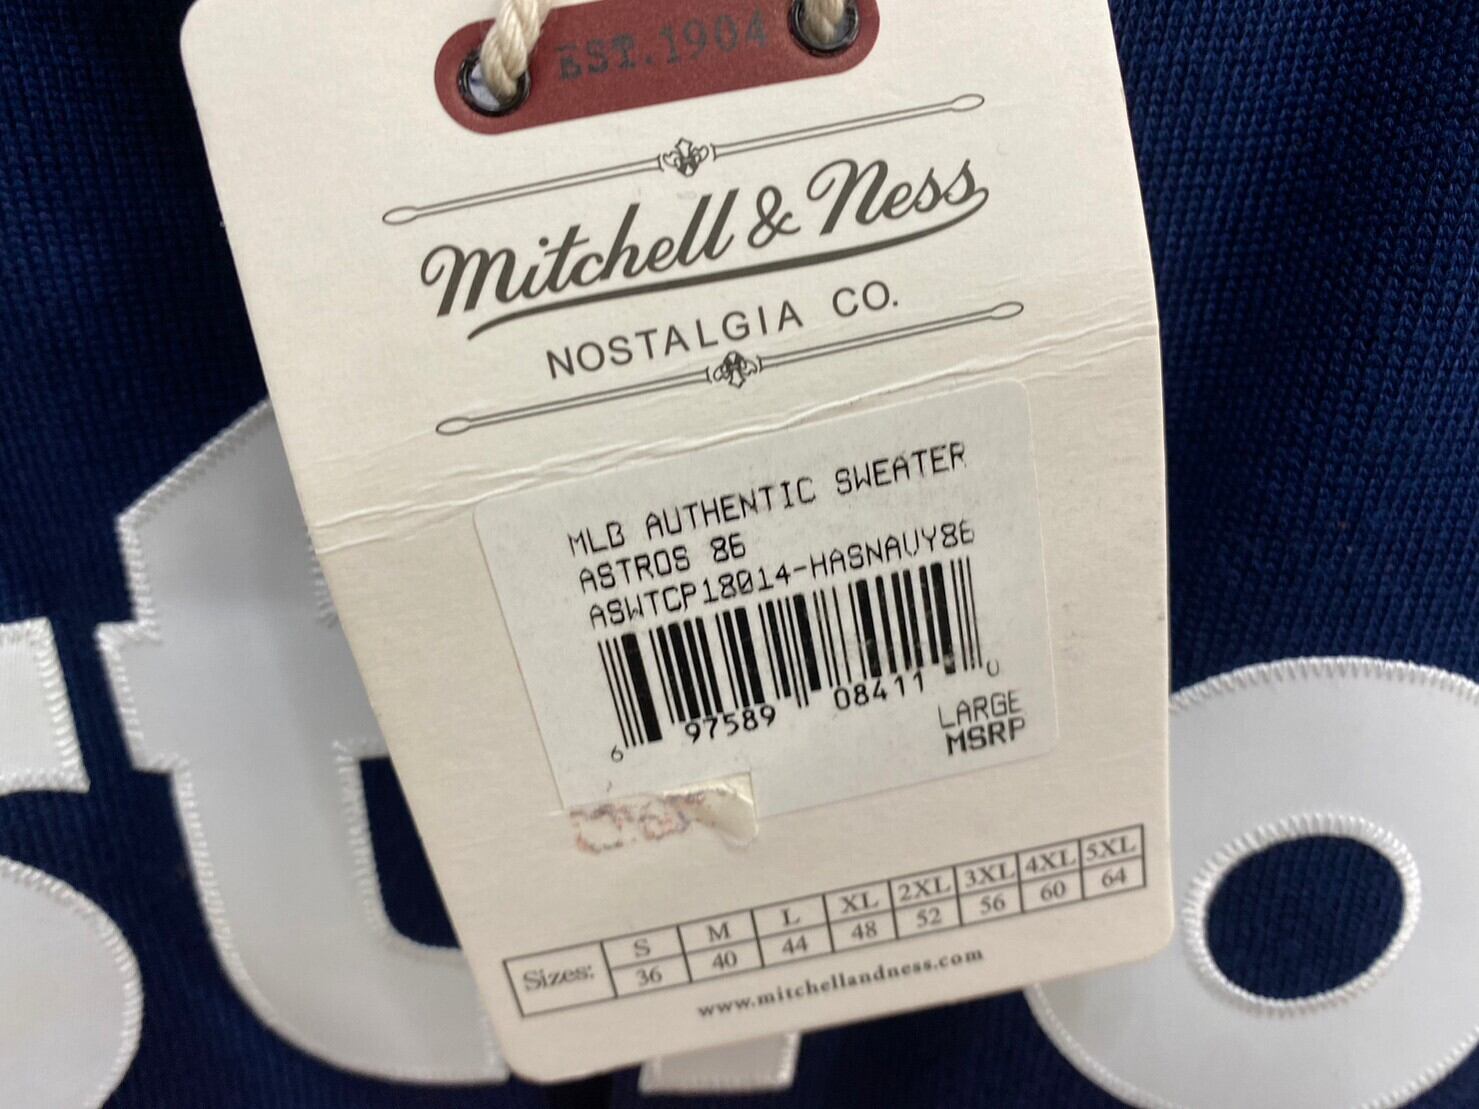 EST.1904
Mitchell & Ness
NOSTALGIA CO.
MLB AUTHENTIC SWEATER
ASTROS 86
ASWTCP18014-HASNAVY86
6 97589 08411 0
LARGE
MSRP
Sizes: S M L XL 2XL 3XL 4XL 5XL
36 40 44 48 52 56 60 64
www.mitchellandness.com